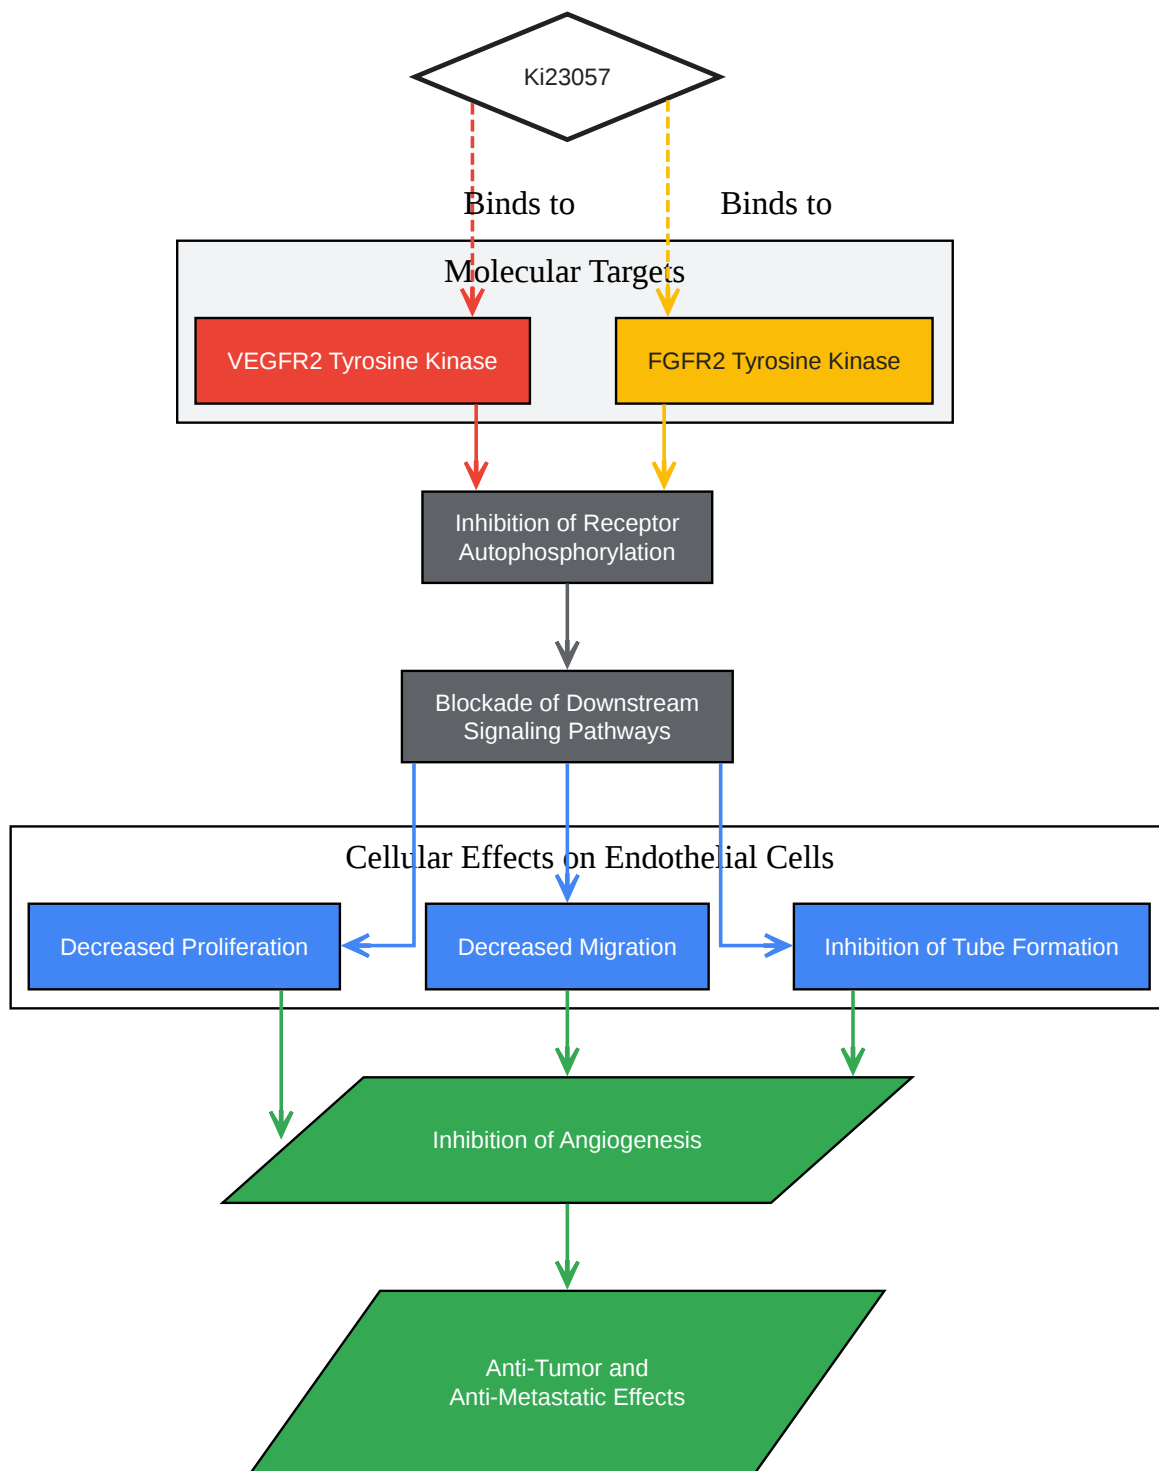 Ki23057
Binds to
Binds to
Molecular Targets
VEGFR2 Tyrosine Kinase
FGFR2 Tyrosine Kinase
Inhibition of Receptor
Autophosphorylation
Blockade of Downstream
Signaling Pathways
Cellular Effects on Endothelial Cells
Decreased Proliferation
Decreased Migration
Inhibition of Tube Formation
Inhibition of Angiogenesis
Anti-Tumor and
Anti-Metastatic Effects